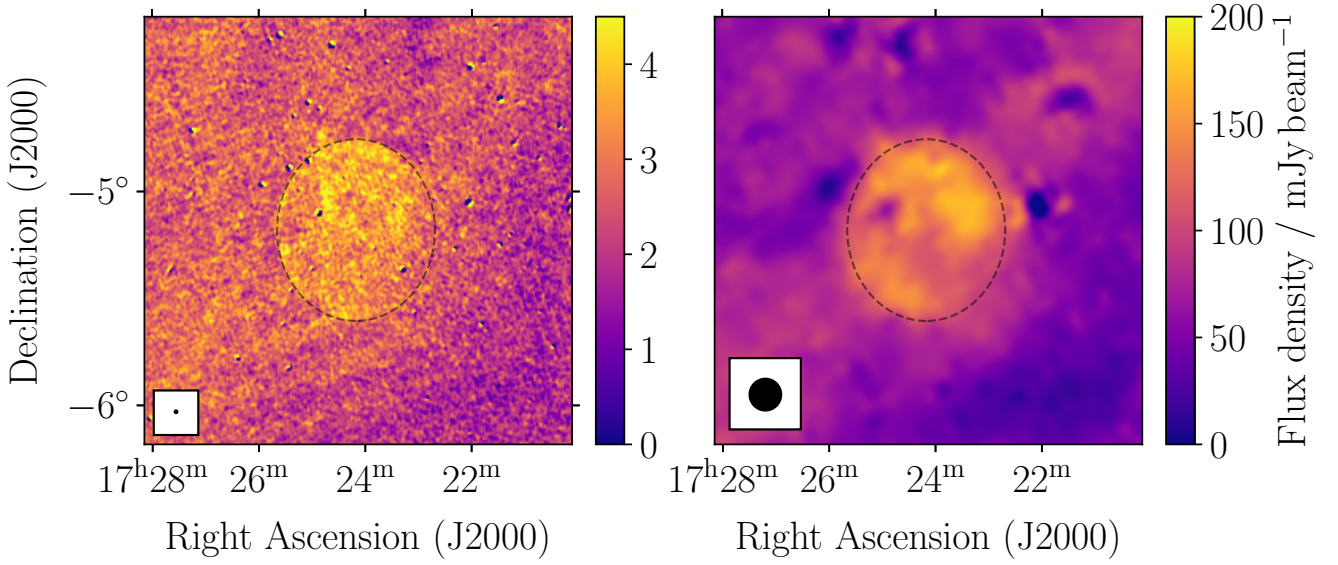 Declination (J2000)
−5°
−6°
17ʰ28ᵐ 26ᵐ 24ᵐ 22ᵐ
Right Ascension (J2000)
4
3
2
1
0
17ʰ28ᵐ 26ᵐ 24ᵐ 22ᵐ
Right Ascension (J2000)
200
150
100
50
0
Flux density / mJy beam⁻¹